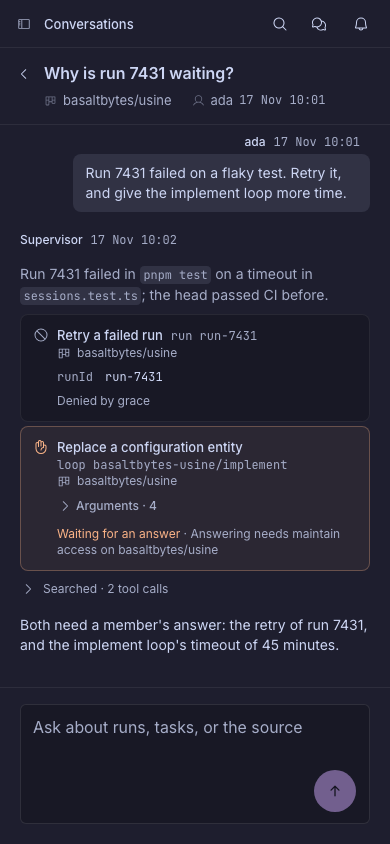 Conversations
Why is run 7431 waiting?
basaltbytes/usine ada 17 Nov 10:01
ada 17 Nov 10:01
Run 7431 failed on a flaky test. Retry it,
and give the implement loop more time.
Supervisor 17 Nov 10:02
Run 7431 failed in pnpm test on a timeout in
sessions.test.ts; the head passed CI before.
Retry a failed run run run-7431
basaltbytes/usine
runId run-7431
Denied by grace
Replace a configuration entity
loop basaltbytes-usine/implement
basaltbytes/usine
Arguments · 4
Waiting for an answer · Answering needs maintain
access on basaltbytes/usine
Searched · 2 tool calls
Both need a member's answer: the retry of run 7431,
and the implement loop's timeout of 45 minutes.
Ask about runs, tasks, or the source